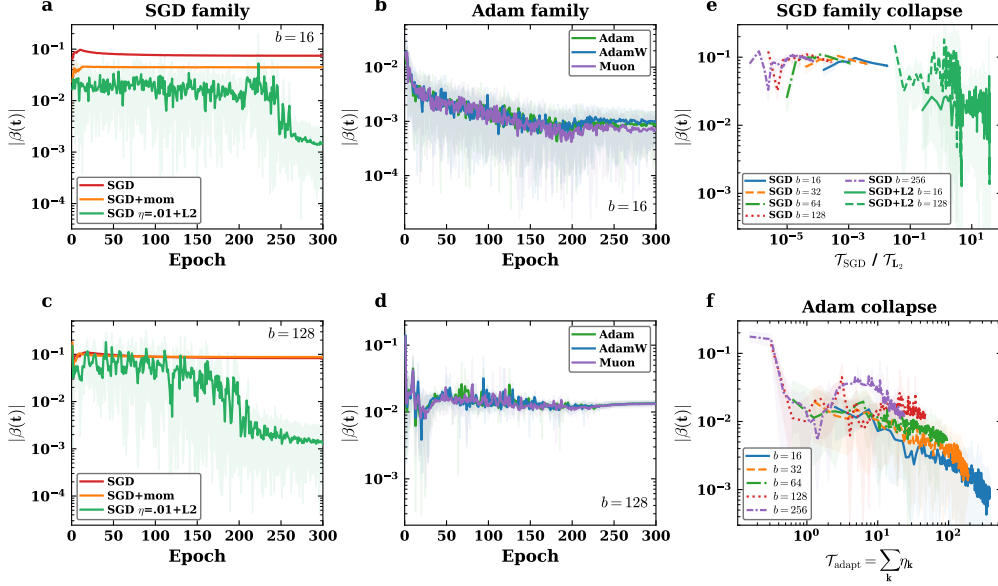 a
SGD family
b = 16
10⁻¹
10⁻²
10⁻³
10⁻⁴
|β(t)|
SGD
SGD+mom
SGD η=.01+L2
0 50 100 150 200 250 300
Epoch
b
Adam family
Adam
AdamW
Muon
10⁻²
10⁻³
10⁻⁴
|β(t)|
b = 16
0 50 100 150 200 250 300
Epoch
e
SGD family collapse
10⁻¹
10⁻²
10⁻³
|β(t)|
SGD b = 16
SGD b = 32
SGD b = 64
SGD b = 128
SGD b = 256
SGD+L2 b = 16
SGD+L2 b = 128
10⁻⁵ 10⁻³ 10⁻¹ 10¹
𝒯SGD / 𝒯L₂
c
b = 128
10⁰
10⁻¹
10⁻²
10⁻³
10⁻⁴
|β(t)|
SGD
SGD+mom
SGD η=.01+L2
0 50 100 150 200 250 300
Epoch
d
Adam
AdamW
Muon
10⁻¹
10⁻²
10⁻³
|β(t)|
b = 128
0 50 100 150 200 250 300
Epoch
f
Adam collapse
10⁻¹
10⁻²
10⁻³
|β(t)|
b = 16
b = 32
b = 64
b = 128
b = 256
10⁰ 10¹ 10²
𝒯adapt = ∑k ηk